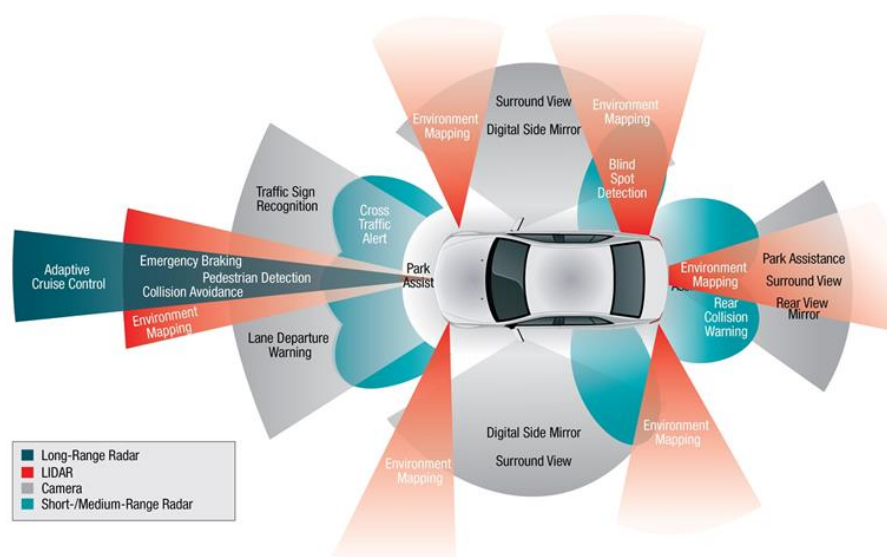 Surround View
Digital Side Mirror
Environment
Mapping
Environment
Mapping
Blind
Spot
Detection
Traffic Sign
Recognition
Cross
Traffic
Alert
Adaptive
Cruise Control
Emergency Braking
Pedestrian Detection
Collision Avoidance
Environment
Mapping
Lane Departure
Warning
Park
Assist
Environment
Mapping
Rear
Collision
Warning
Park Assistance
Surround View
Rear View
Mirror
Digital Side Mirror
Surround View
Environment
Mapping
Environment
Mapping
Long-Range Radar
LIDAR
Camera
Short-/Medium-Range Radar